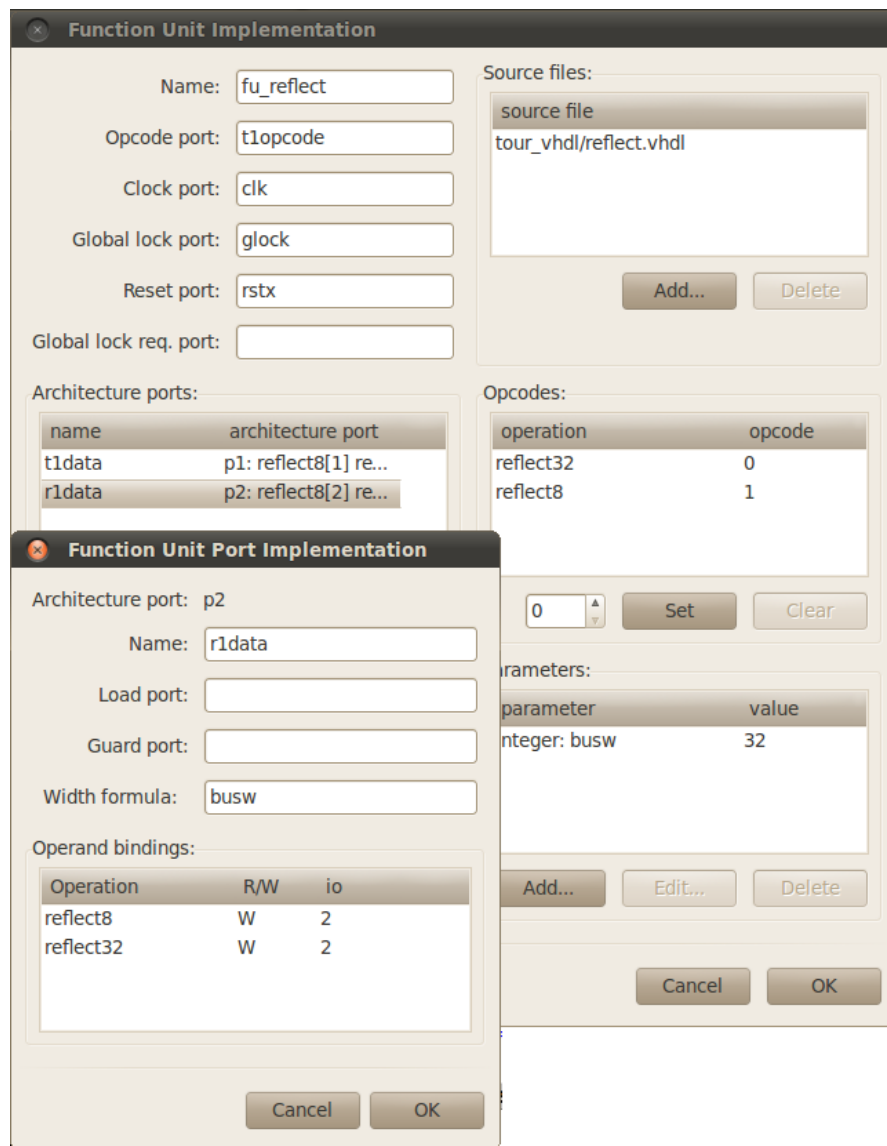 Function Unit Implementation
Name: fu_reflect
Opcode port: t1opcode
Clock port: clk
Global lock port: glock
Reset port: rstx
Global lock req. port:
Source files:
source file
tour_vhdl/reflect.vhdl
Add... Delete
Architecture ports:
name architecture port
t1data p1: reflect8[1] re...
r1data p2: reflect8[2] re...
Opcodes:
operation opcode
reflect32 0
reflect8 1
0 Set Clear
rameters:
parameter value
nteger: busw 32
Add... Edit... Delete
Cancel OK
Function Unit Port Implementation
Architecture port: p2
Name: r1data
Load port:
Guard port:
Width formula: busw
Operand bindings:
Operation R/W io
reflect8 W 2
reflect32 W 2
Cancel OK